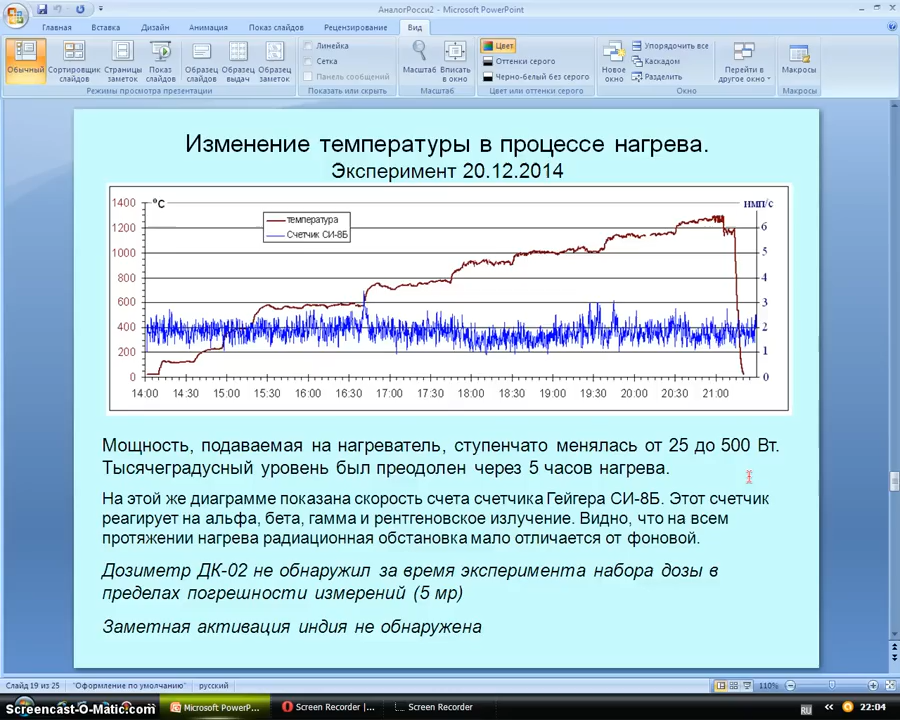 АналогРосси2 - Microsoft PowerPoint
Главная Вставка Дизайн Анимация Показ слайдов Рецензирование Вид
Обычный Сортировщик слайдов Страницы заметок Показ слайдов
Образец слайдов Образец выдач Образец заметок
Линейка
Сетка
Панель сообщений
Масштаб Вписать в окно
Цвет
Оттенки серого
Черно-белый без серого
Новое окно
Упорядочить все
Каскадом
Разделить
Перейти в другое окно
Макросы
Режимы просмотра презентации Показать или скрыть Масштаб Цвет или оттенки серого Окно Макросы
Изменение температуры в процессе нагрева.
Эксперимент 20.12.2014
°C имп/с
температура
Счетчик СИ-8Б
1400
1200 6
1000 5
800 4
600 3
400 2
200 1
0 0
14:00 14:30 15:00 15:30 16:00 16:30 17:00 17:30 18:00 18:30 19:00 19:30 20:00 20:30 21:00
Мощность, подаваемая на нагреватель, ступенчато менялась от 25 до 500 Вт.
Тысячеградусный уровень был преодолен через 5 часов нагрева.
На этой же диаграмме показана скорость счета счетчика Гейгера СИ-8Б. Этот счетчик
реагирует на альфа, бета, гамма и рентгеновское излучение. Видно, что на всем
протяжении нагрева радиационная обстановка мало отличается от фоновой.
Дозиметр ДК-02 не обнаружил за время эксперимента набора дозы в
пределах погрешности измерений (5 мр)
Заметная активация индия не обнаружена
Слайд 19 из 25 "Оформление по умолчанию" русский 110%
Screencast-O-Matic.com
Microsoft PowerP... Screen Recorder |... Screen Recorder RU 22:04